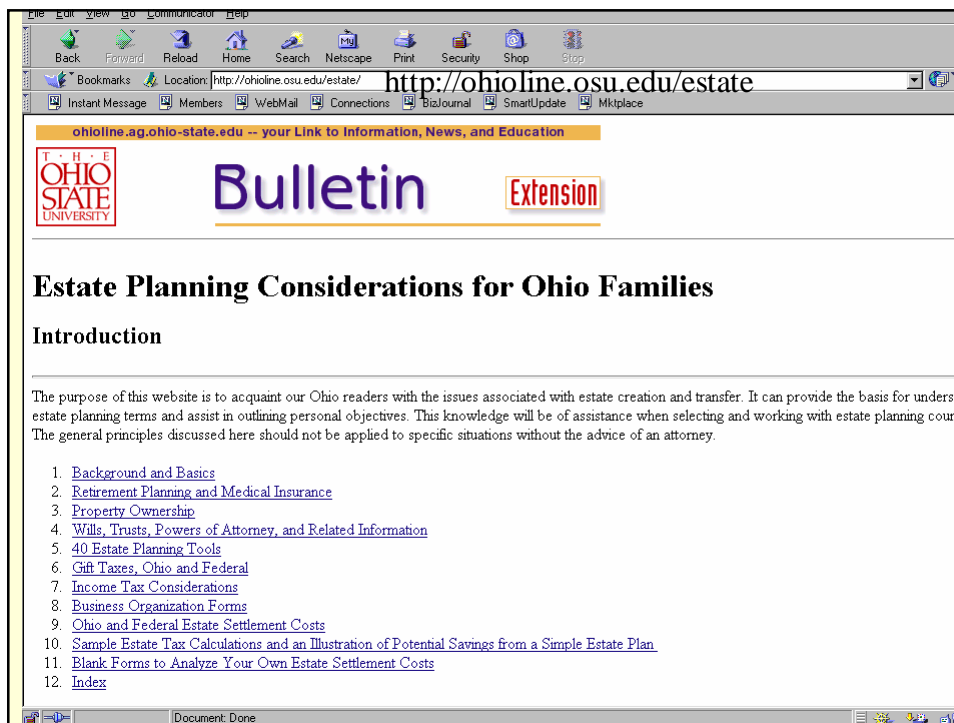 File Edit View Go Communicator Help
Back Forward Reload Home Search Netscape Print Security Shop Stop
Bookmarks Location: http://ohioline.osu.edu/estate/ http://ohioline.osu.edu/estate
Instant Message Members WebMail Connections BizJournal SmartUpdate Mktplace
ohioline.ag.ohio-state.edu -- your Link to Information, News, and Education
T · H · E
OHIO
STATE
UNIVERSITY
Bulletin
Extension
Estate Planning Considerations for Ohio Families
Introduction
The purpose of this website is to acquaint our Ohio readers with the issues associated with estate creation and transfer. It can provide the basis for unders
estate planning terms and assist in outlining personal objectives. This knowledge will be of assistance when selecting and working with estate planning cour
The general principles discussed here should not be applied to specific situations without the advice of an attorney.
1. Background and Basics
2. Retirement Planning and Medical Insurance
3. Property Ownership
4. Wills, Trusts, Powers of Attorney, and Related Information
5. 40 Estate Planning Tools
6. Gift Taxes, Ohio and Federal
7. Income Tax Considerations
8. Business Organization Forms
9. Ohio and Federal Estate Settlement Costs
10. Sample Estate Tax Calculations and an Illustration of Potential Savings from a Simple Estate Plan
11. Blank Forms to Analyze Your Own Estate Settlement Costs
12. Index
Document: Done